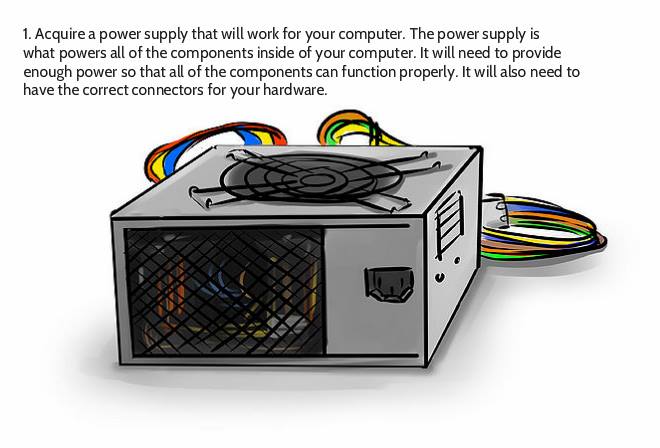 1. Acquire a power supply that will work for your computer. The power supply is
what powers all of the components inside of your computer. It will need to provide
enough power so that all of the components can function properly. It will also need to
have the correct connectors for your hardware.